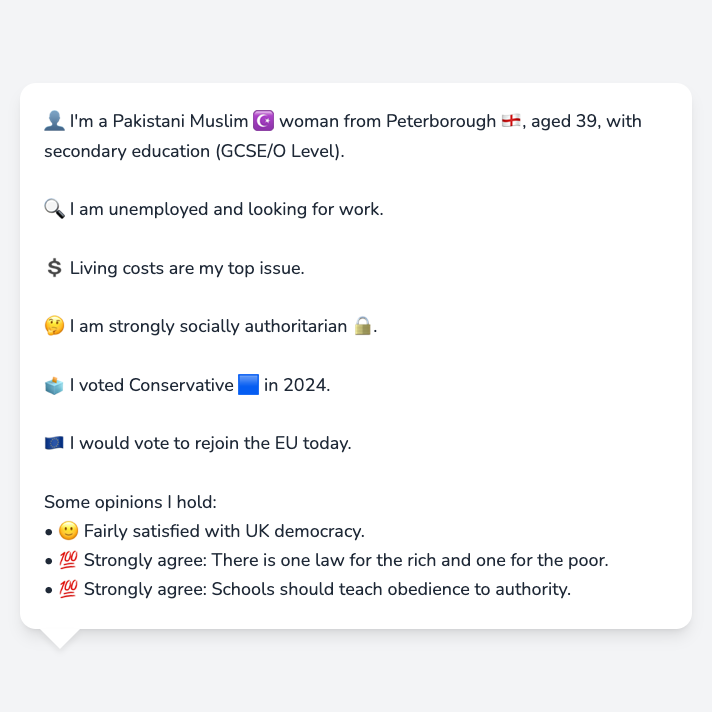 👤 I'm a Pakistani Muslim ☪️ woman from Peterborough 🏴󠁧󠁢󠁥󠁮󠁧󠁿, aged 39, with
secondary education (GCSE/O Level).
🔍 I am unemployed and looking for work.
💲 Living costs are my top issue.
🤔 I am strongly socially authoritarian 🔒.
🗳️ I voted Conservative 🟦 in 2024.
🇪🇺 I would vote to rejoin the EU today.
Some opinions I hold:
• 🙂 Fairly satisfied with UK democracy.
• 💯 Strongly agree: There is one law for the rich and one for the poor.
• 💯 Strongly agree: Schools should teach obedience to authority.